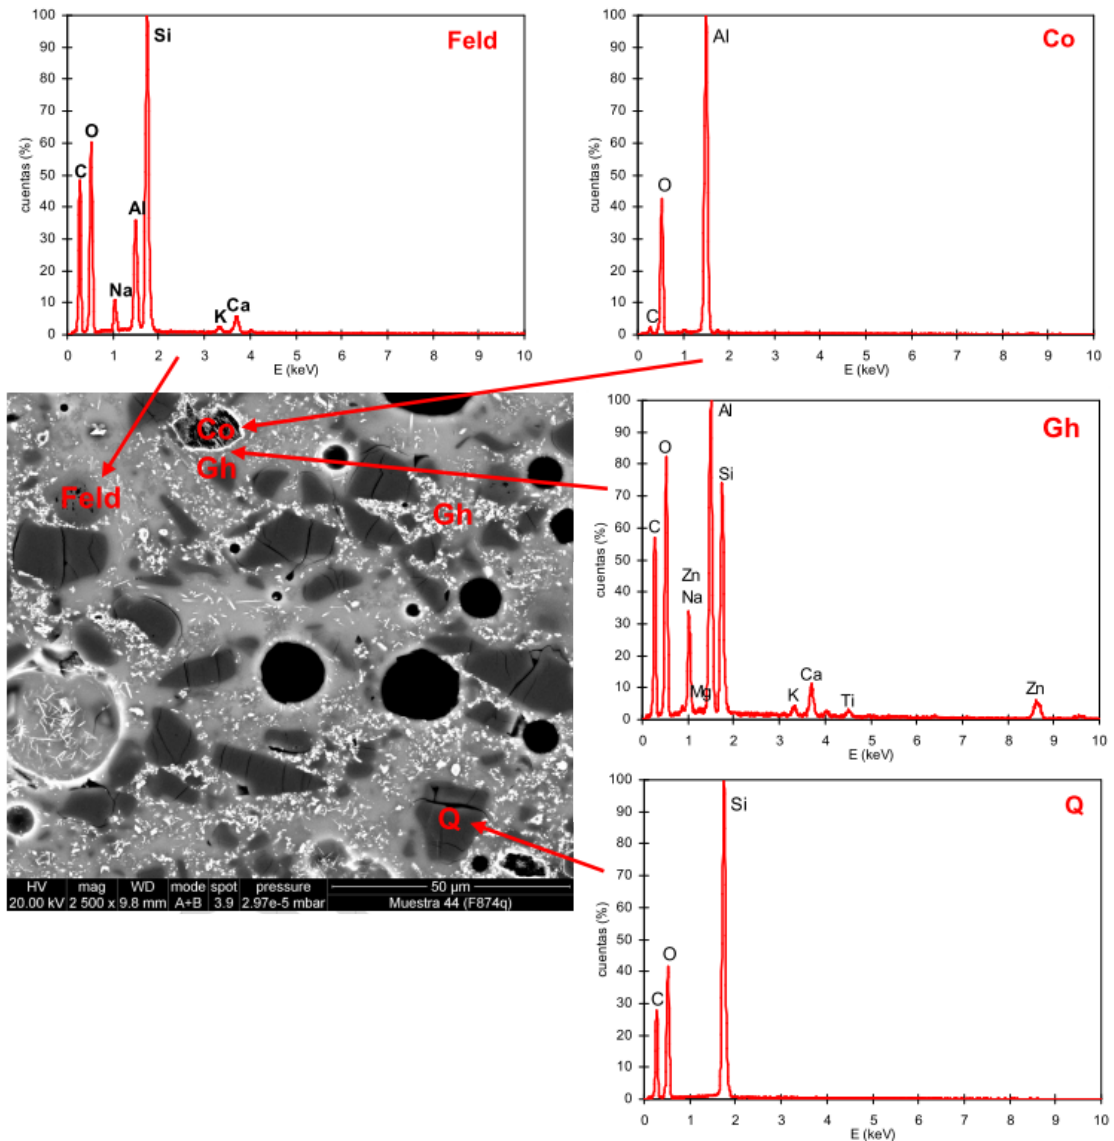 Feld
100
90
80
70
60
50
40
30
20
10
0
cuentas (%)
C
O
Na
Al
Si
K
Ca
0 1 2 3 4 5 6 7 8 9 10
E (keV)
Co
100
90
80
70
60
50
40
30
20
10
0
cuentas (%)
C
O
Al
0 1 2 3 4 5 6 7 8 9 10
E (keV)
Co
Gh
Feld
Gh
Q
HV mag WD mode spot pressure 50 µm
20.00 kV 2 500 x 9.8 mm A+B 3.9 2.97e-5 mbar Muestra 44 (F874q)
Gh
100
90
80
70
60
50
40
30
20
10
0
cuentas (%)
C
O
Zn
Na
Mg
Al
Si
K
Ca
Ti
Zn
0 1 2 3 4 5 6 7 8 9 10
E (keV)
Q
100
90
80
70
60
50
40
30
20
10
0
cuentas (%)
C
O
Si
0 1 2 3 4 5 6 7 8 9 10
E (keV)